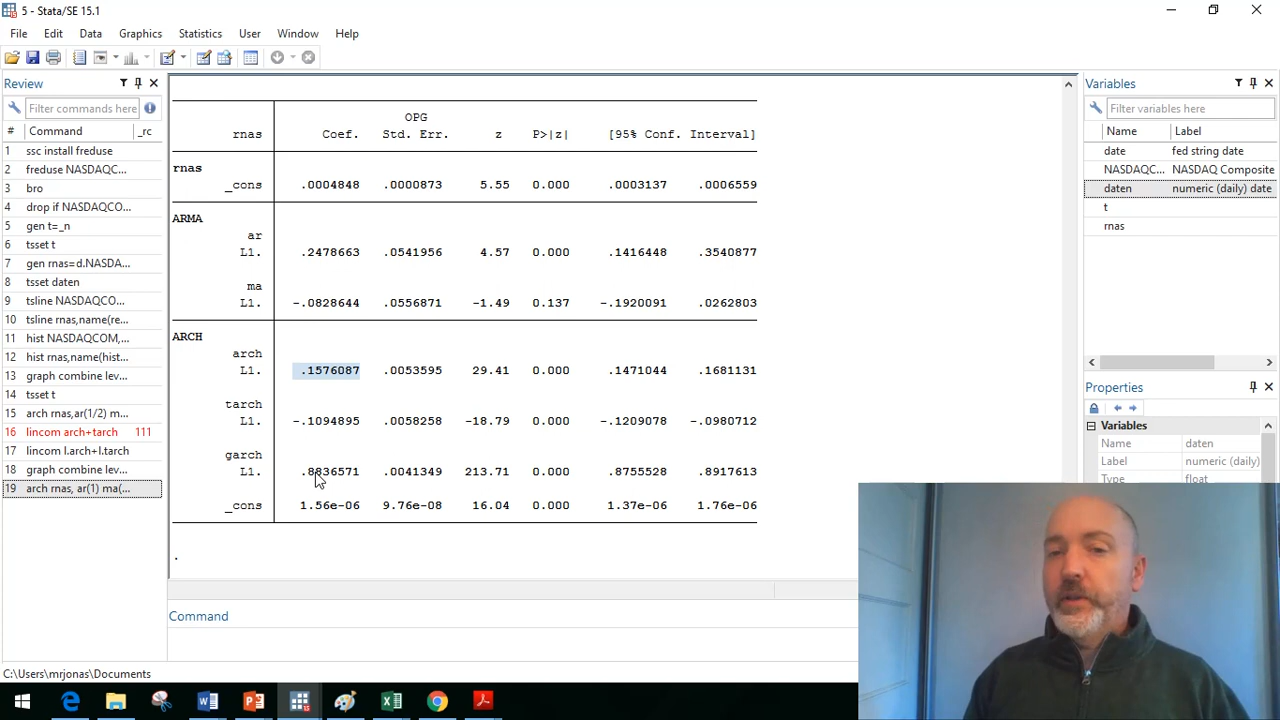 5 - Stata/SE 15.1
File Edit Data Graphics Statistics User Window Help
Review
Filter commands here
# Command _rc
1 ssc install freduse
2 freduse NASDAQC...
3 bro
4 drop if NASDAQCO...
5 gen t=_n
6 tsset t
7 gen rnas=d.NASDA...
8 tsset daten
9 tsline NASDAQCO...
10 tsline rnas,name(re...
11 hist NASDAQCOM,...
12 hist rnas,name(hist...
13 graph combine lev...
14 tsset t
15 arch rnas,ar(1/2) m...
16 lincom arch+tarch 111
17 lincom l.arch+l.tarch
18 graph combine lev...
19 arch rnas, ar(1) ma(...
OPG
rnas Coef. Std. Err. z P>|z| [95% Conf. Interval]
rnas
_cons .0004848 .0000873 5.55 0.000 .0003137 .0006559
ARMA
ar
L1. .2478663 .0541956 4.57 0.000 .1416448 .3540877
ma
L1. -.0828644 .0556871 -1.49 0.137 -.1920091 .0262803
ARCH
arch
L1. .1576087 .0053595 29.41 0.000 .1471044 .1681131
tarch
L1. -.1094895 .0058258 -18.79 0.000 -.1209078 -.0980712
garch
L1. .8836571 .0041349 213.71 0.000 .8755528 .8917613
_cons 1.56e-06 9.76e-08 16.04 0.000 1.37e-06 1.76e-06
.
Command
C:\Users\mrjonas\Documents
Variables
Filter variables here
Name Label
date fed string date
NASDAQC... NASDAQ Composite
daten numeric (daily) date
t
rnas
Properties
Variables
Name daten
Label numeric (daily)
Type float